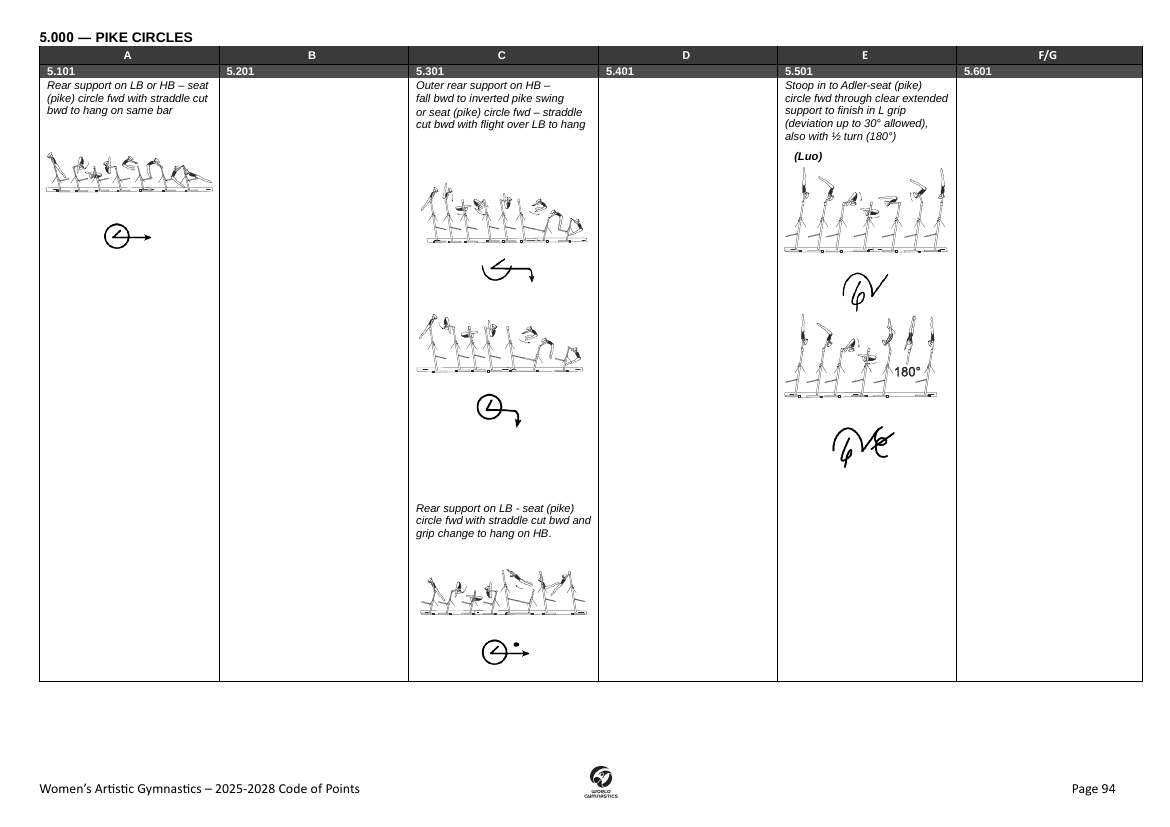 5.000 — PIKE CIRCLES
A B C D E F/G
5.101 5.201 5.301 5.401 5.501 5.601
Rear support on LB or HB – seat
(pike) circle fwd with straddle cut
bwd to hang on same bar
Outer rear support on HB –
fall bwd to inverted pike swing
or seat (pike) circle fwd – straddle
cut bwd with flight over LB to hang
Rear support on LB - seat (pike)
circle fwd with straddle cut bwd and
grip change to hang on HB.
Stoop in to Adler-seat (pike)
circle fwd through clear extended
support to finish in L grip
(deviation up to 30° allowed),
also with ½ turn (180°)
(Luo)
180°
Women's Artistic Gymnastics – 2025-2028 Code of Points
WORLD
GYMNASTICS
Page 94